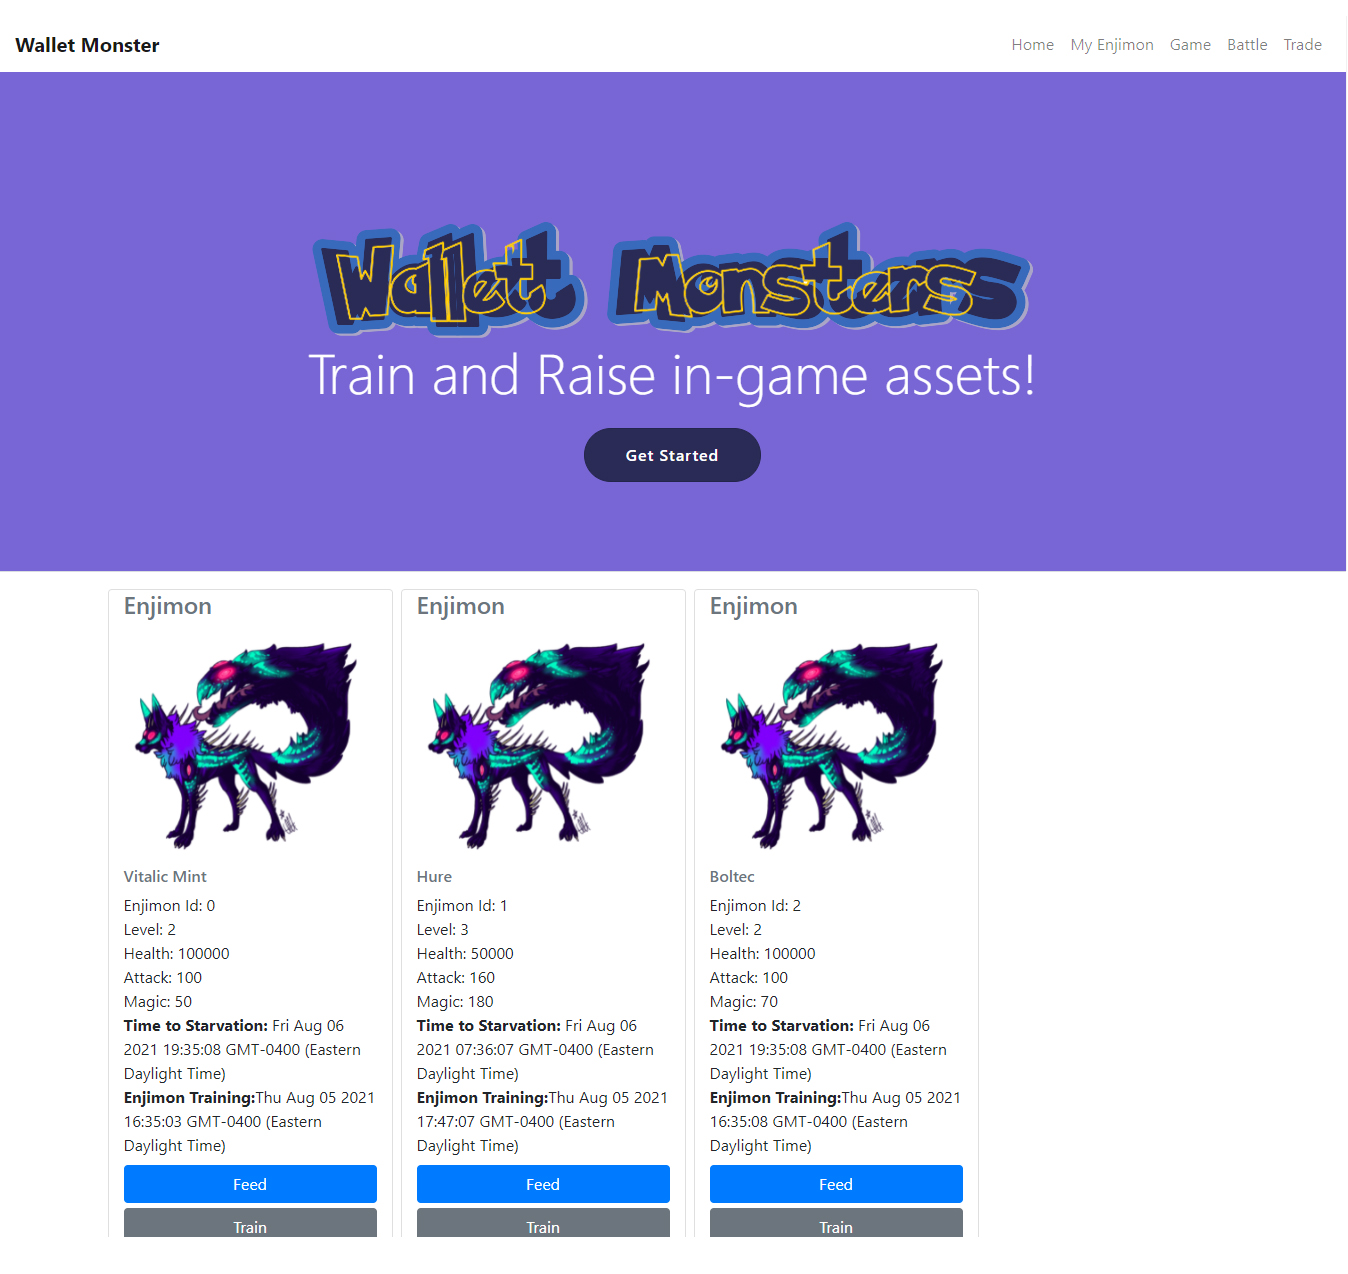 Wallet Monster
Home My Enjimon Game Battle Trade
Wallet Monsters
Train and Raise in-game assets!
Get Started
Enjimon
Vitalic Mint
Enjimon Id: 0
Level: 2
Health: 100000
Attack: 100
Magic: 50
Time to Starvation: Fri Aug 06
2021 19:35:08 GMT-0400 (Eastern
Daylight Time)
Enjimon Training:Thu Aug 05 2021
16:35:03 GMT-0400 (Eastern
Daylight Time)
Feed
Train
Enjimon
Hure
Enjimon Id: 1
Level: 3
Health: 50000
Attack: 160
Magic: 180
Time to Starvation: Fri Aug 06
2021 07:36:07 GMT-0400 (Eastern
Daylight Time)
Enjimon Training:Thu Aug 05 2021
17:47:07 GMT-0400 (Eastern
Daylight Time)
Feed
Train
Enjimon
Boltec
Enjimon Id: 2
Level: 2
Health: 100000
Attack: 100
Magic: 70
Time to Starvation: Fri Aug 06
2021 19:35:08 GMT-0400 (Eastern
Daylight Time)
Enjimon Training:Thu Aug 05 2021
16:35:08 GMT-0400 (Eastern
Daylight Time)
Feed
Train